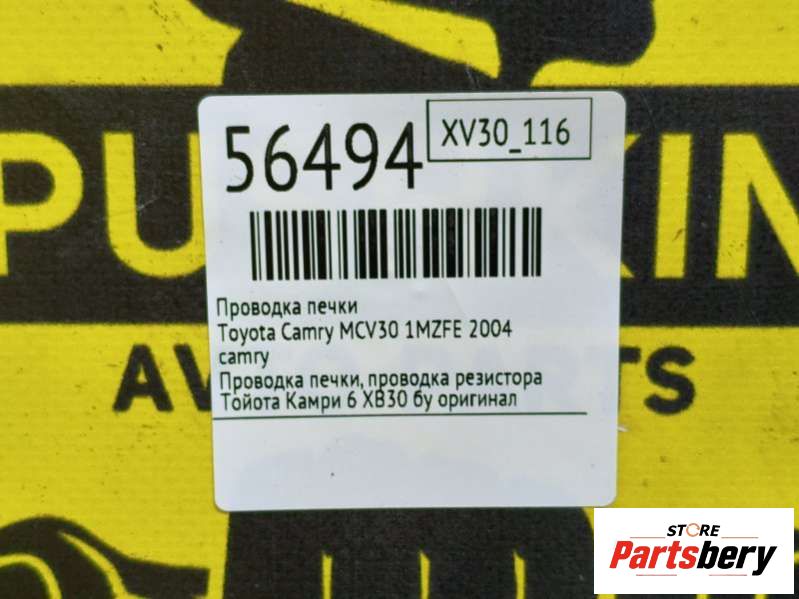 56494
XV30_116
Проводка печки
Toyota Camry MCV30 1MZFE 2004
camry
Проводка печки, проводка резистора
Тойота Камри 6 ХВ30 бу оригинал
STORE
Partsbery